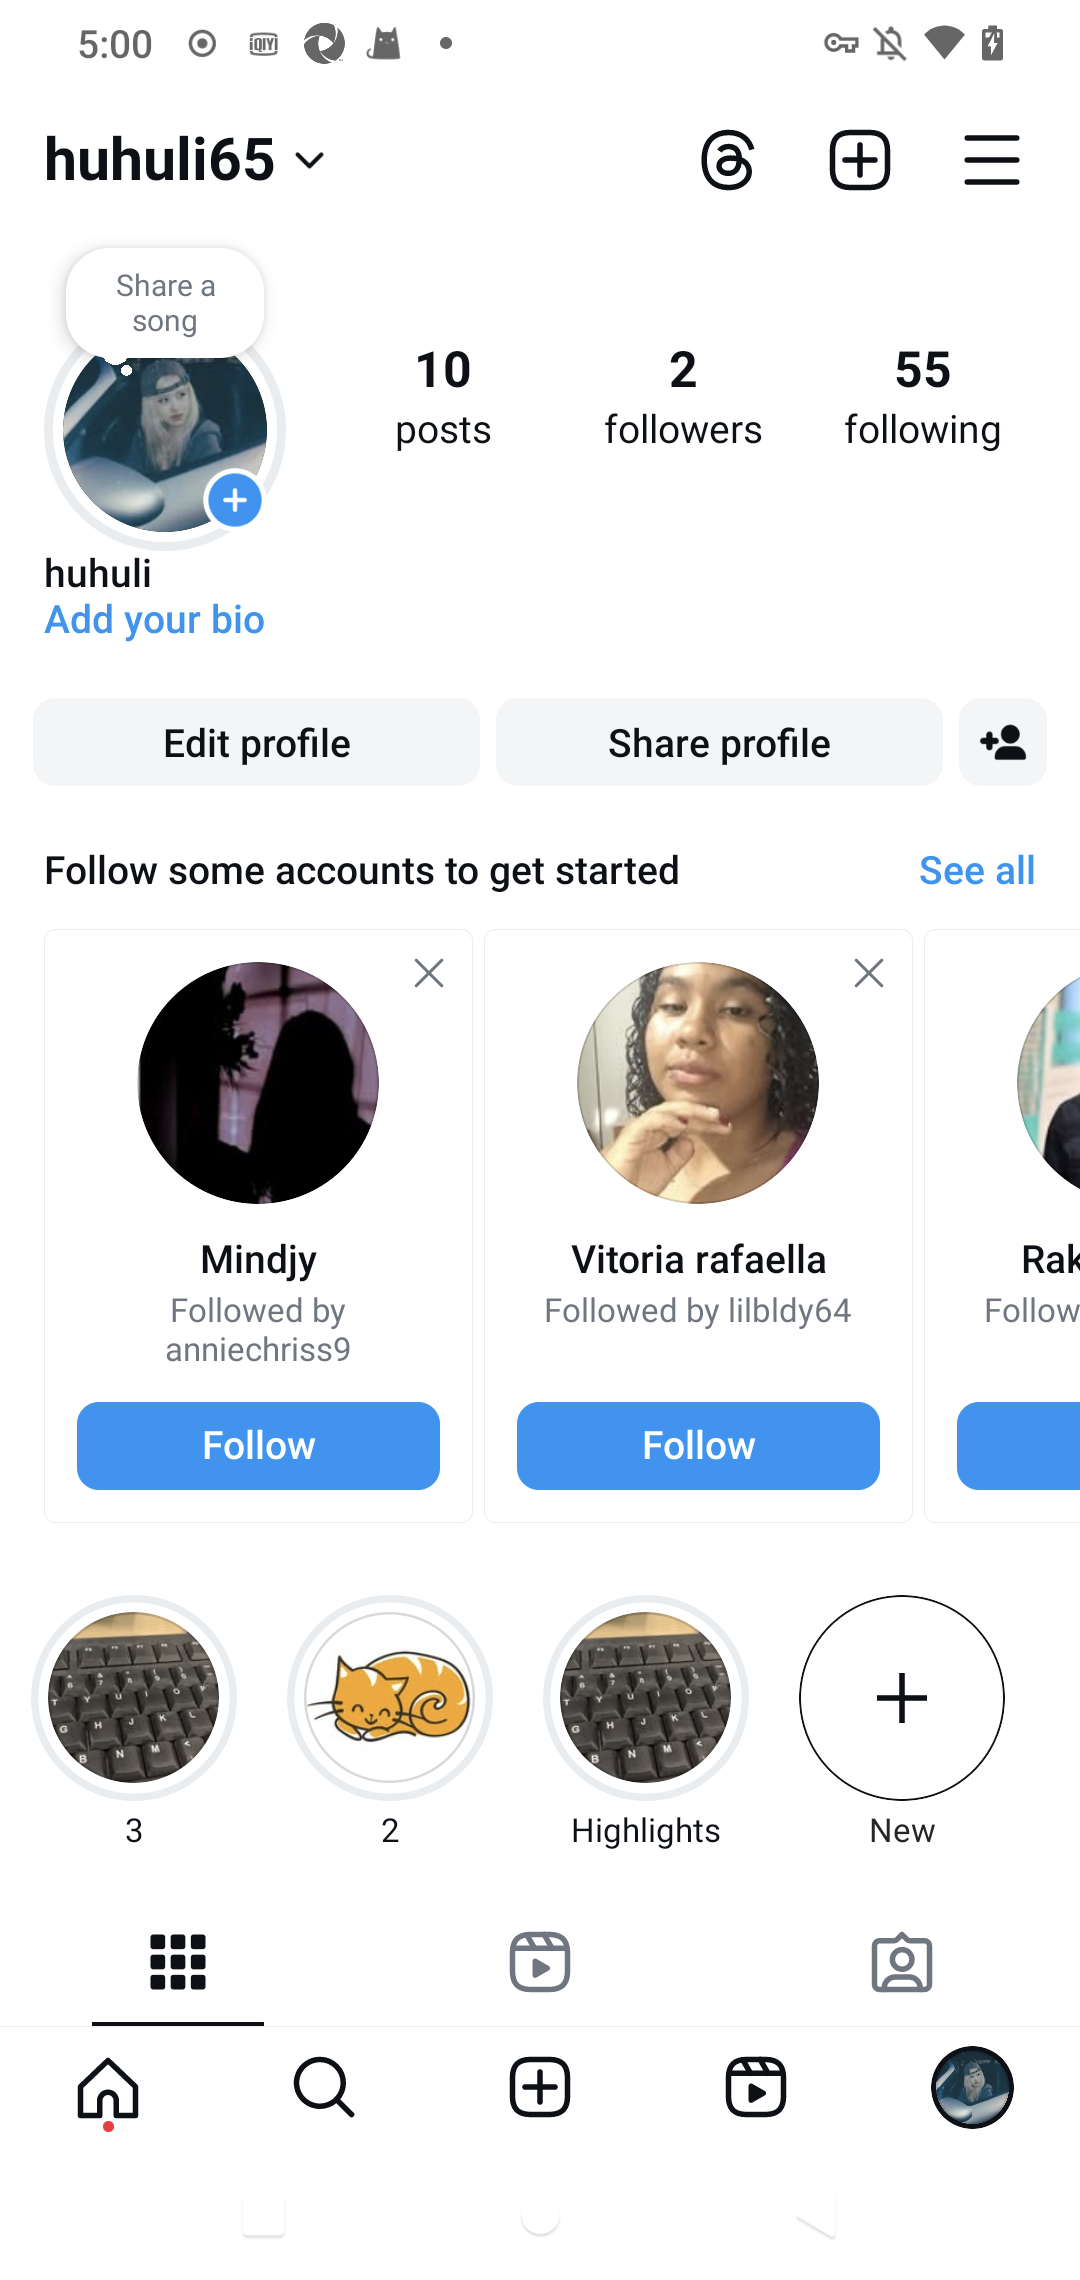 5:00
iQIYI
huhuli65
Share a
song
10
posts
2
followers
55
following
huhuli
Add your bio
Edit profile
Share profile
Follow some accounts to get started
See all
Mindjy
Followed by
anniechriss9
Follow
Vitoria rafaella
Followed by lilbldy64
Follow
Rak
Follow
3
2
Highlights
New